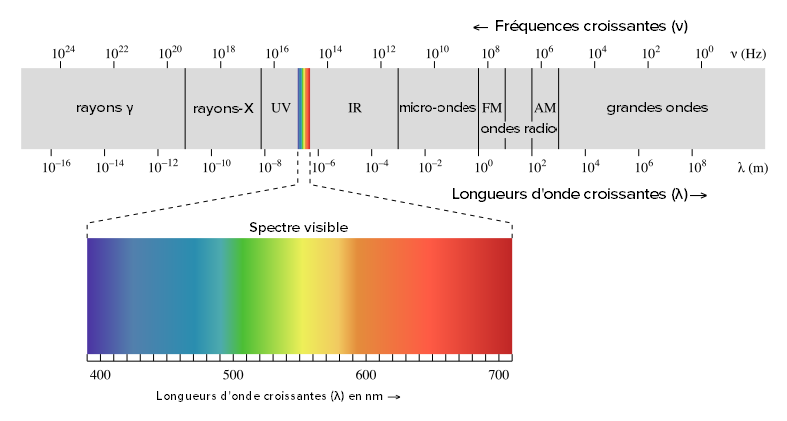 ← Fréquences croissantes (ν)
10²⁴ 10²² 10²⁰ 10¹⁸ 10¹⁶ 10¹⁴ 10¹² 10¹⁰ 10⁸ 10⁶ 10⁴ 10² 10⁰ ν (Hz)
rayons γ rayons-X UV IR micro-ondes FM AM grandes ondes
ondes radio
10⁻¹⁶ 10⁻¹⁴ 10⁻¹² 10⁻¹⁰ 10⁻⁸ 10⁻⁶ 10⁻⁴ 10⁻² 10⁰ 10² 10⁴ 10⁶ 10⁸ λ (m)
Longueurs d'onde croissantes (λ)→
Spectre visible
400 500 600 700
Longueurs d'onde croissantes (λ) en nm →